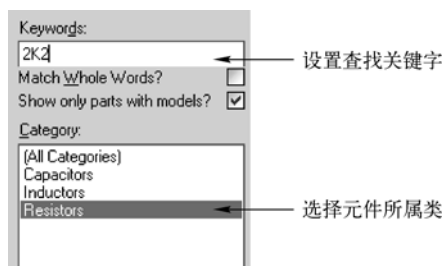 Keywords:
2K2 设置查找关键字
Match Whole Words?
Show only parts with models?
Category:
(All Categories)
Capacitors
Inductors
Resistors 选择元件所属类